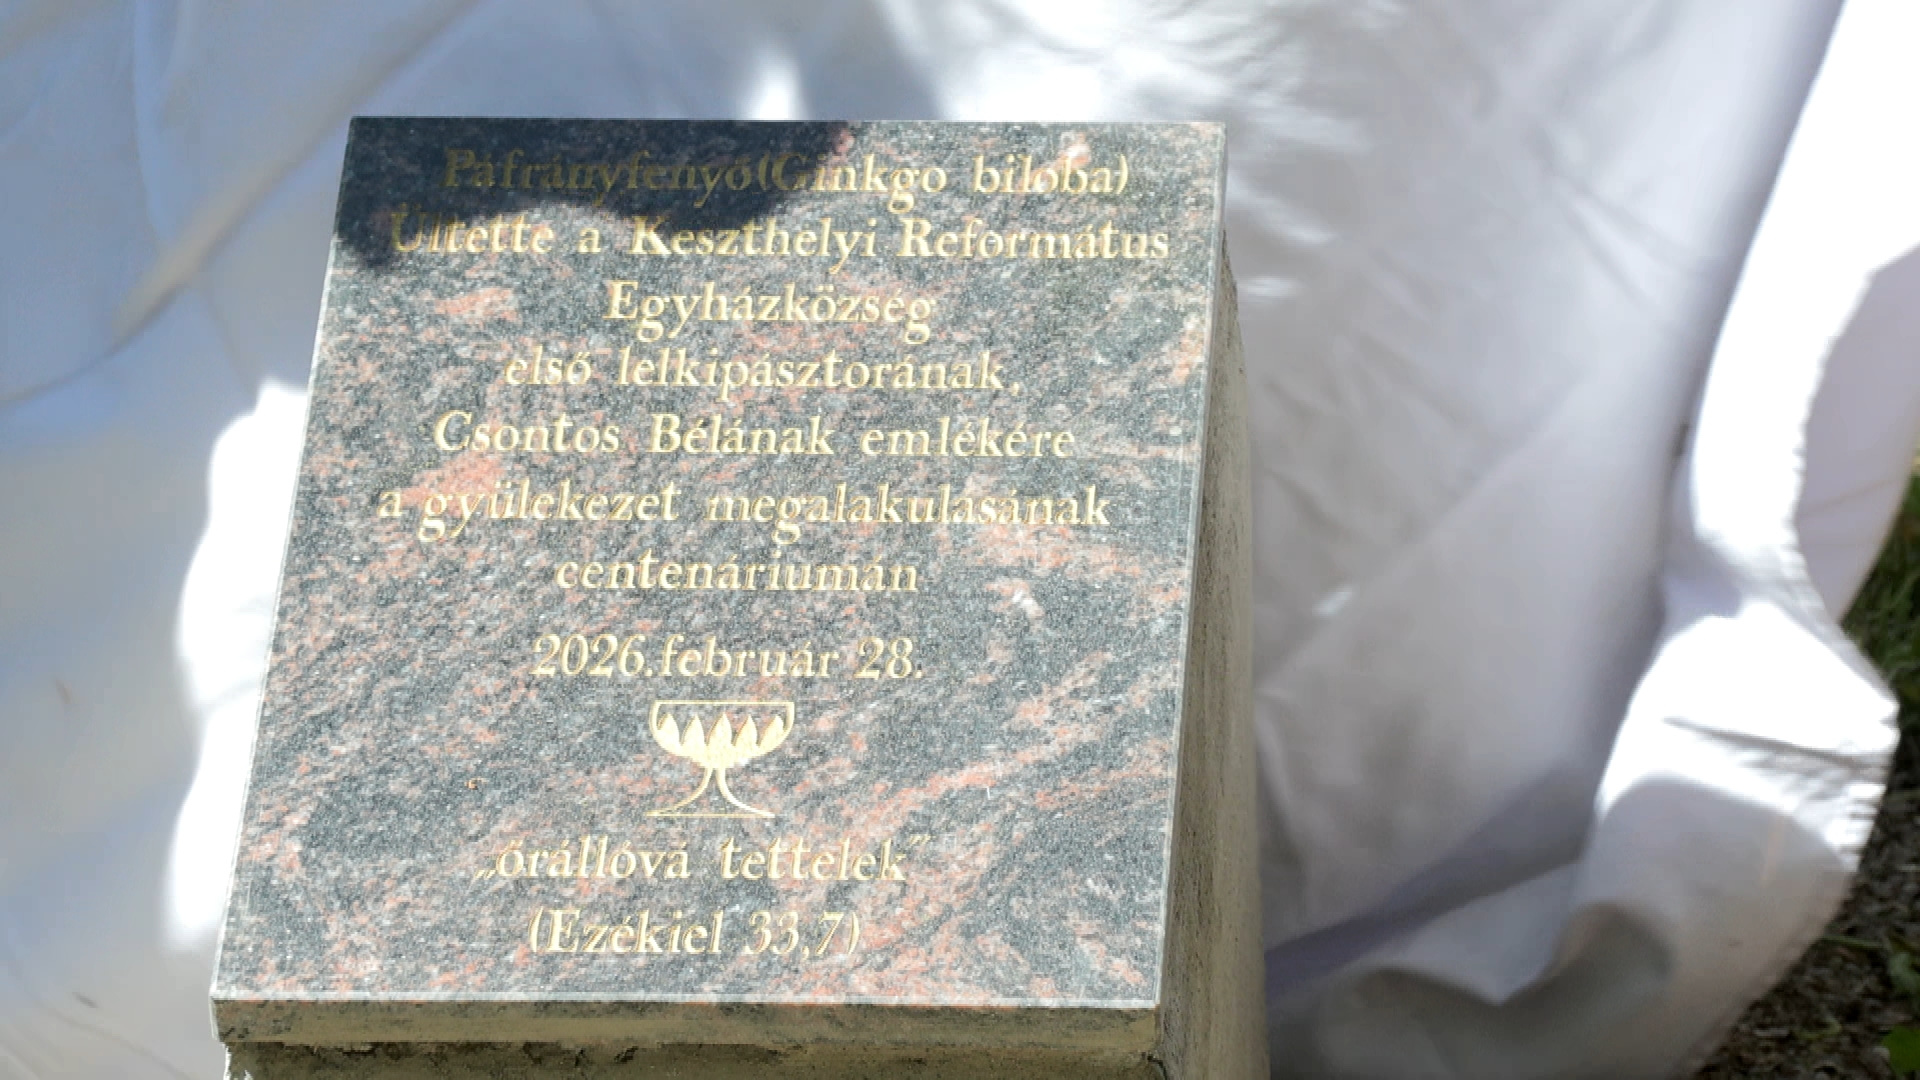 Páfrányfenyő(Ginkgo biloba)
Ültette a Keszthelyi Református
Egyházközség
első lelkipásztorának,
Csontos Bélának emlékére
a gyülekezet megalakulásának
centenáriumán
2026.február 28.
„őrállóvá tettelek”
(Ezékiel 33,7)